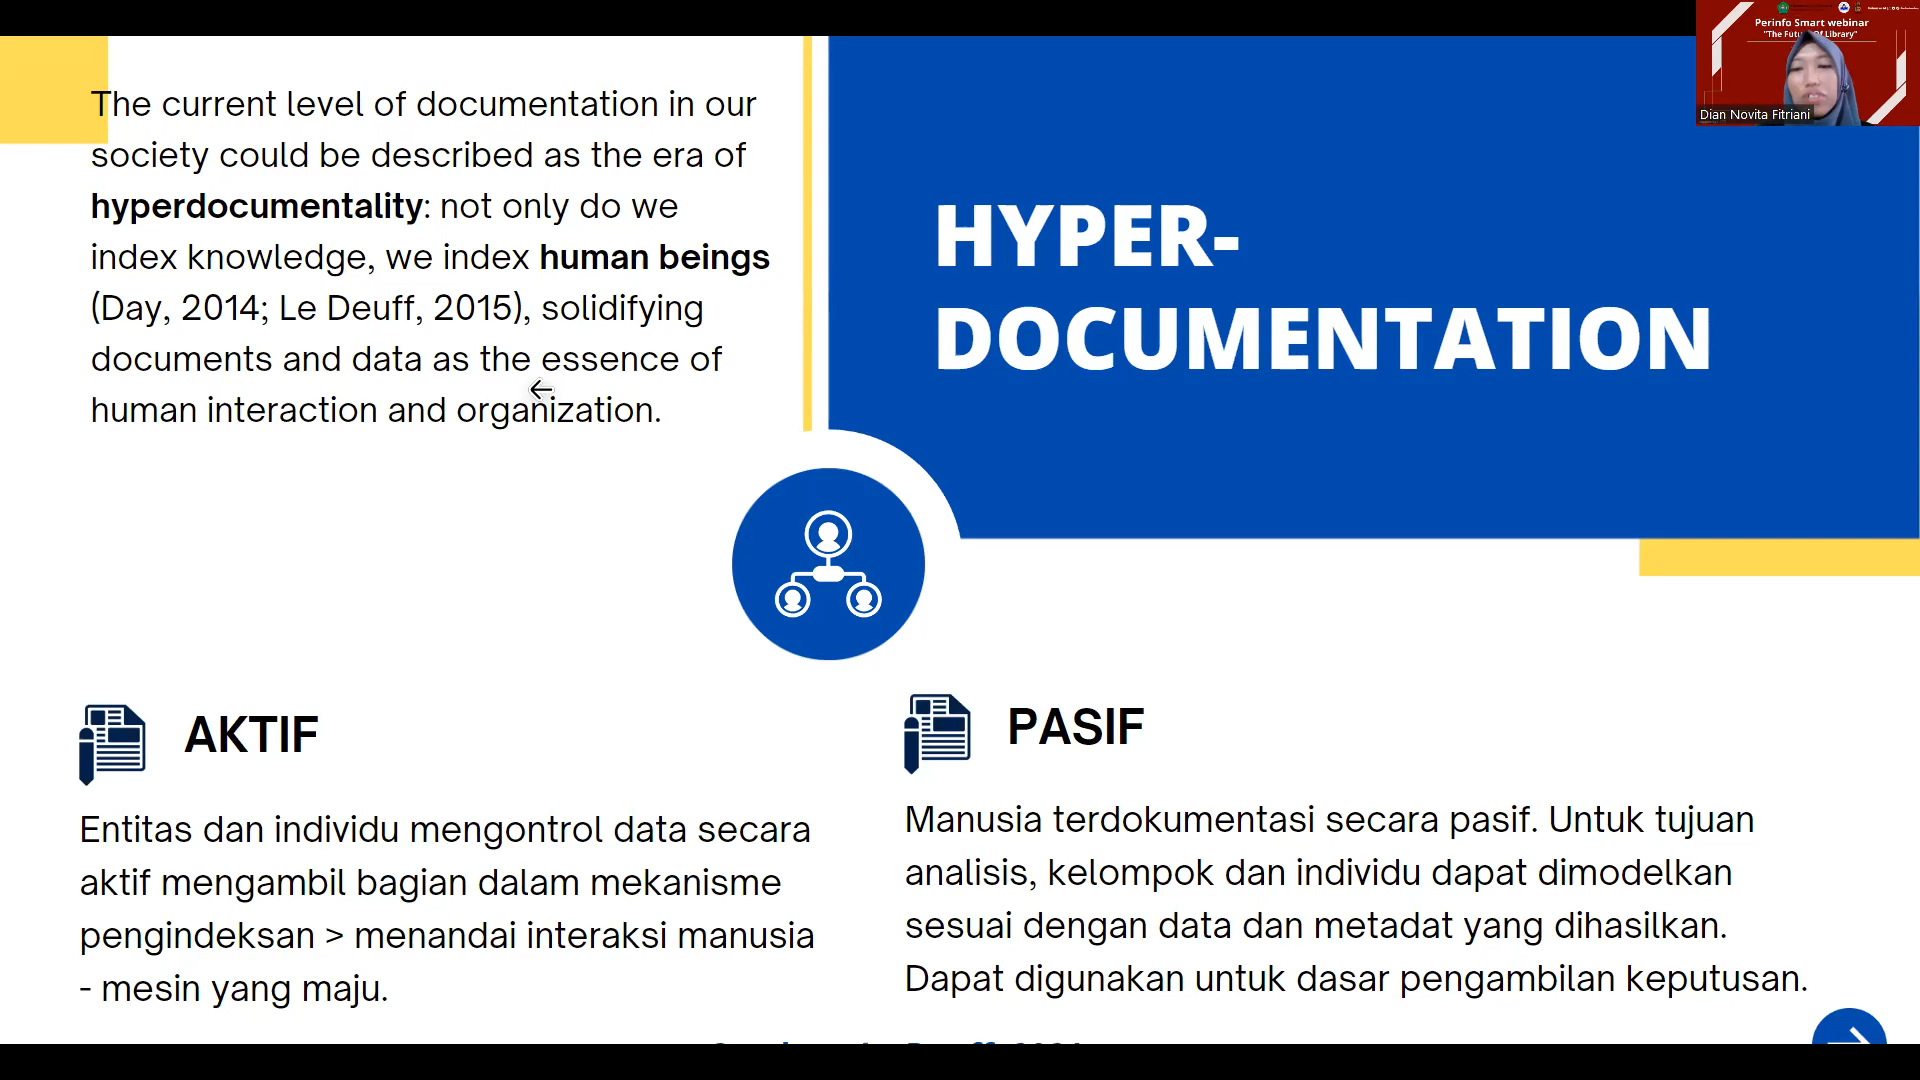 Perinfo Smart webinar
Dian Novita Fitriani
The current level of documentation in our
society could be described as the era of
hyperdocumentality: not only do we
index knowledge, we index human beings
(Day, 2014; Le Deuff, 2015), solidifying
documents and data as the essence of
human interaction and organization.
HYPER-
DOCUMENTATION
AKTIF
Entitas dan individu mengontrol data secara
aktif mengambil bagian dalam mekanisme
pengindeksan > menandai interaksi manusia
- mesin yang maju.
PASIF
Manusia terdokumentasi secara pasif. Untuk tujuan
analisis, kelompok dan individu dapat dimodelkan
sesuai dengan data dan metadat yang dihasilkan.
Dapat digunakan untuk dasar pengambilan keputusan.